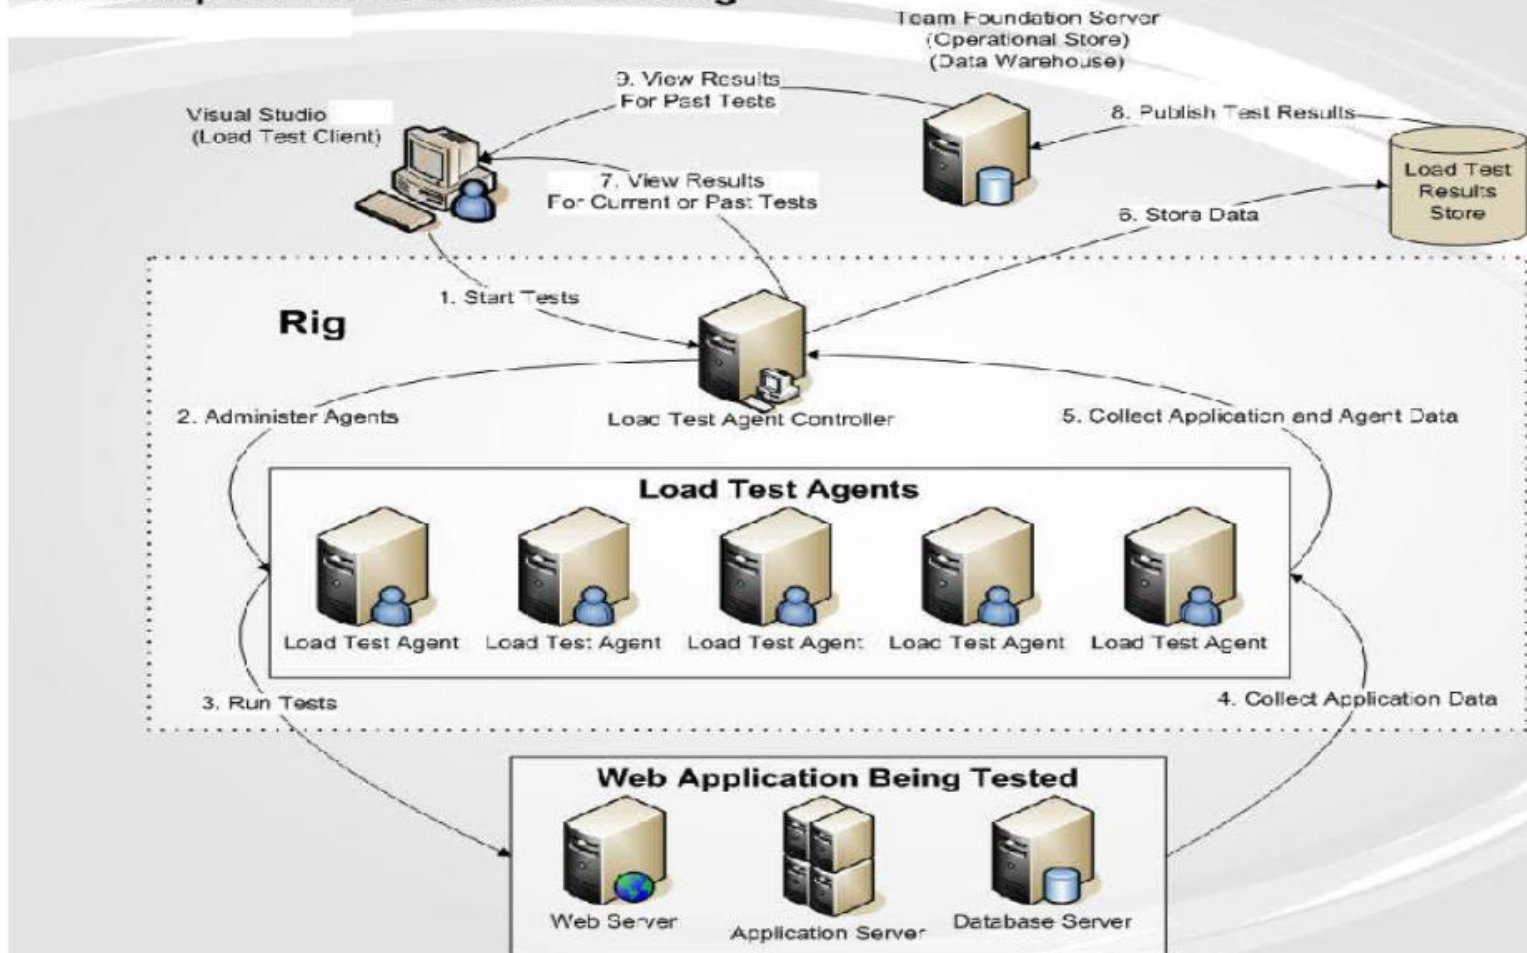 Team Foundation Server
(Operational Store)
(Data Warehouse)
9. View Results
For Past Tests
Visual Studio
(Load Test Client)
8. Publish Test Results
Load Test
Results
Store
7. View Results
For Current or Past Tests
6. Store Data
1. Start Tests
Rig
2. Administer Agents
Load Test Agent Controller
5. Collect Application and Agent Data
Load Test Agents
Load Test Agent
Load Test Agent
Load Test Agent
Load Test Agent
Load Test Agent
3. Run Tests
4. Collect Application Data
Web Application Being Tested
Web Server
Application Server
Database Server